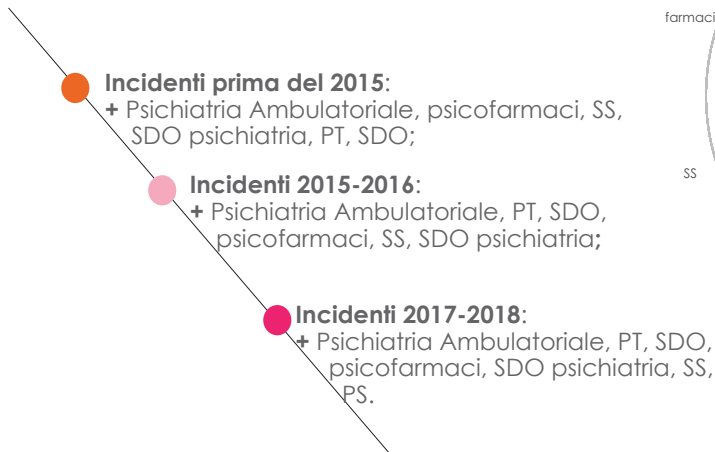 farmaci
Incidenti prima del 2015:
+ Psichiatria Ambulatoriale, psicofarmaci, SS,
SDO psichiatria, PT, SDO;
SS
Incidenti 2015-2016:
+ Psichiatria Ambulatoriale, PT, SDO,
psicofarmaci, SS, SDO psichiatria;
Incidenti 2017-2018:
+ Psichiatria Ambulatoriale, PT, SDO,
psicofarmaci, SDO psichiatria, SS,
PS.